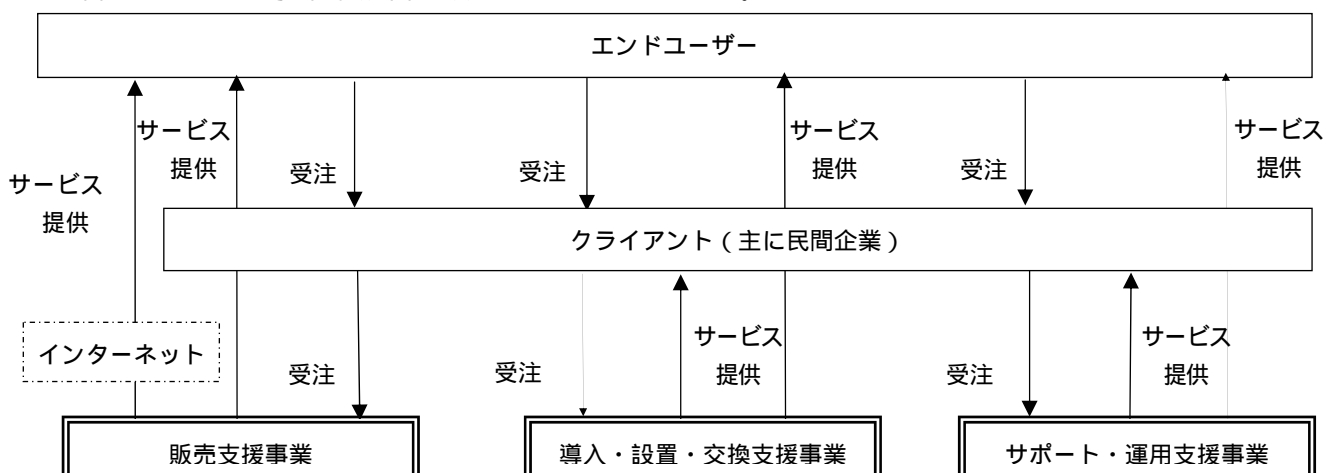 エンドユーザー
サービス
提供
サービス
提供
受注
受注
サービス
提供
受注
サービス
提供
クライアント（主に民間企業）
インターネット
受注
受注
サービス
提供
受注
サービス
提供
販売支援事業
導入・設置・交換支援事業
サポート・運用支援事業